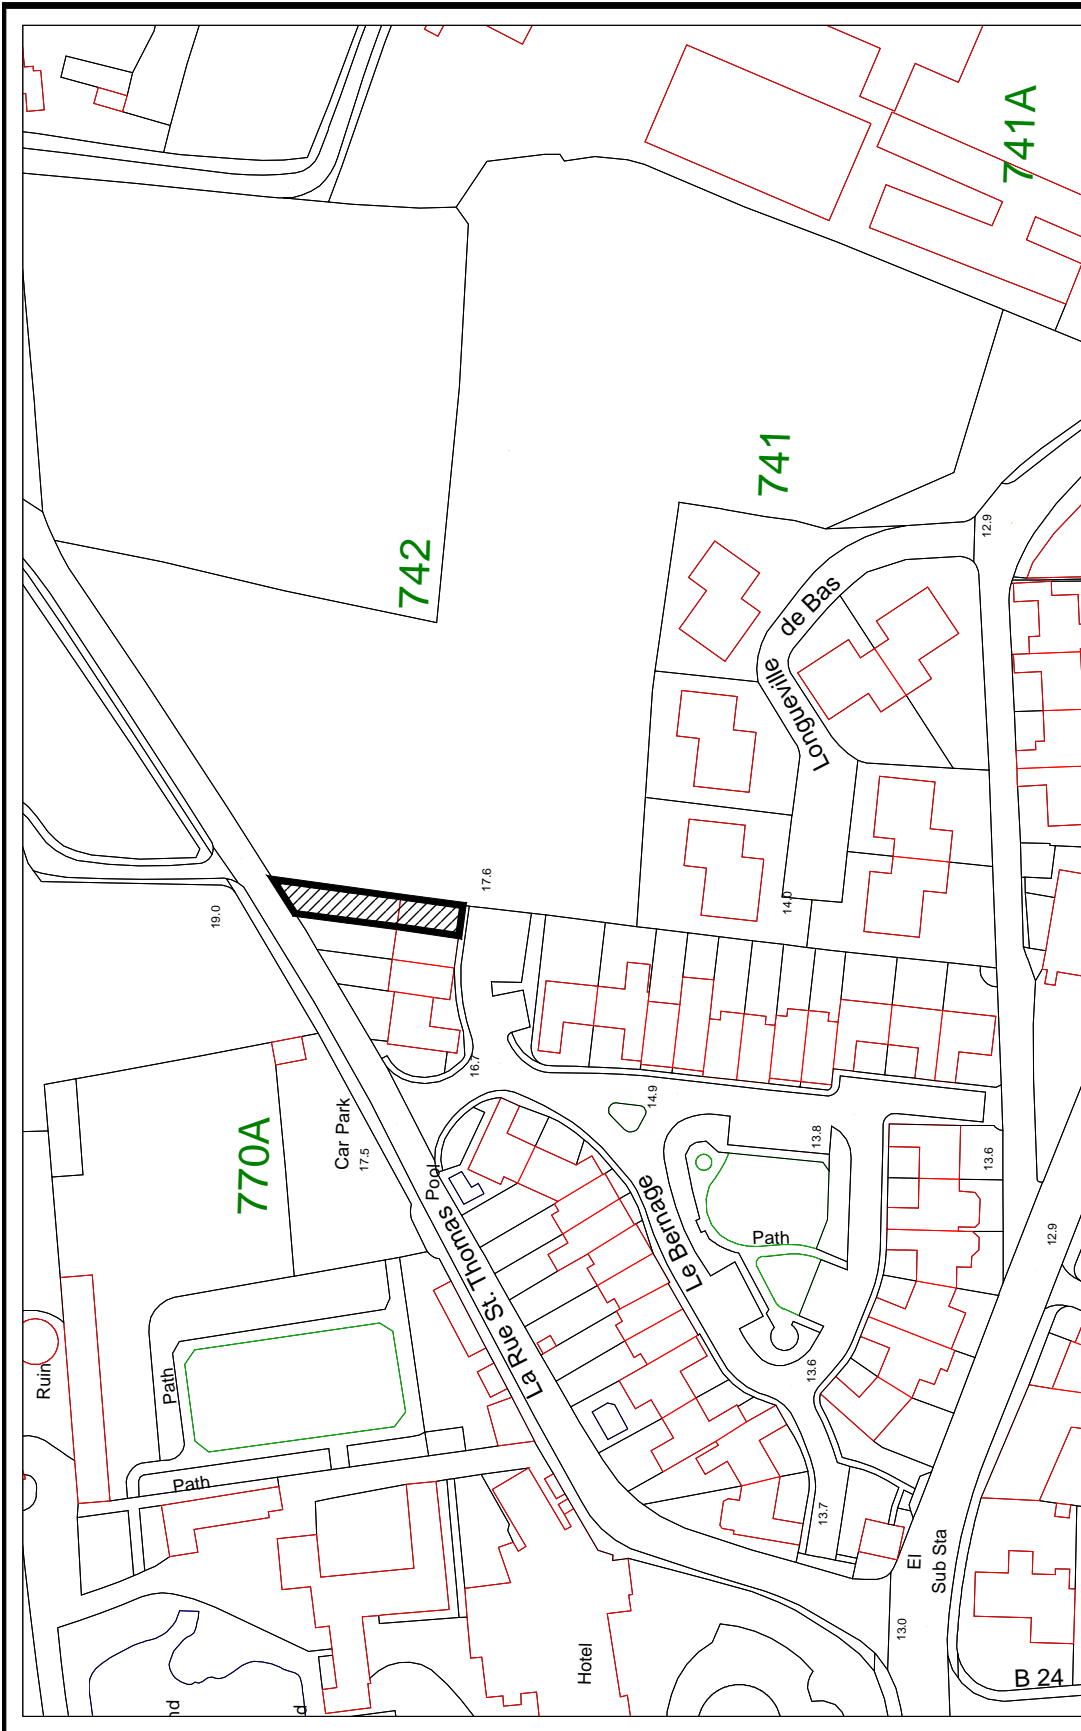 741A
741
742
12.9
de Bas
Longueville
17.6
14.0
19.0
16.7
14.9
Car Park
17.5
770A
13.8
13.6
Pool
La Rue St. Thomas
Le Bernage
Path
12.9
Ruin
Path
13.6
Path
13.7
El
Sub Sta
13.0
Hotel
B 24
nd
d